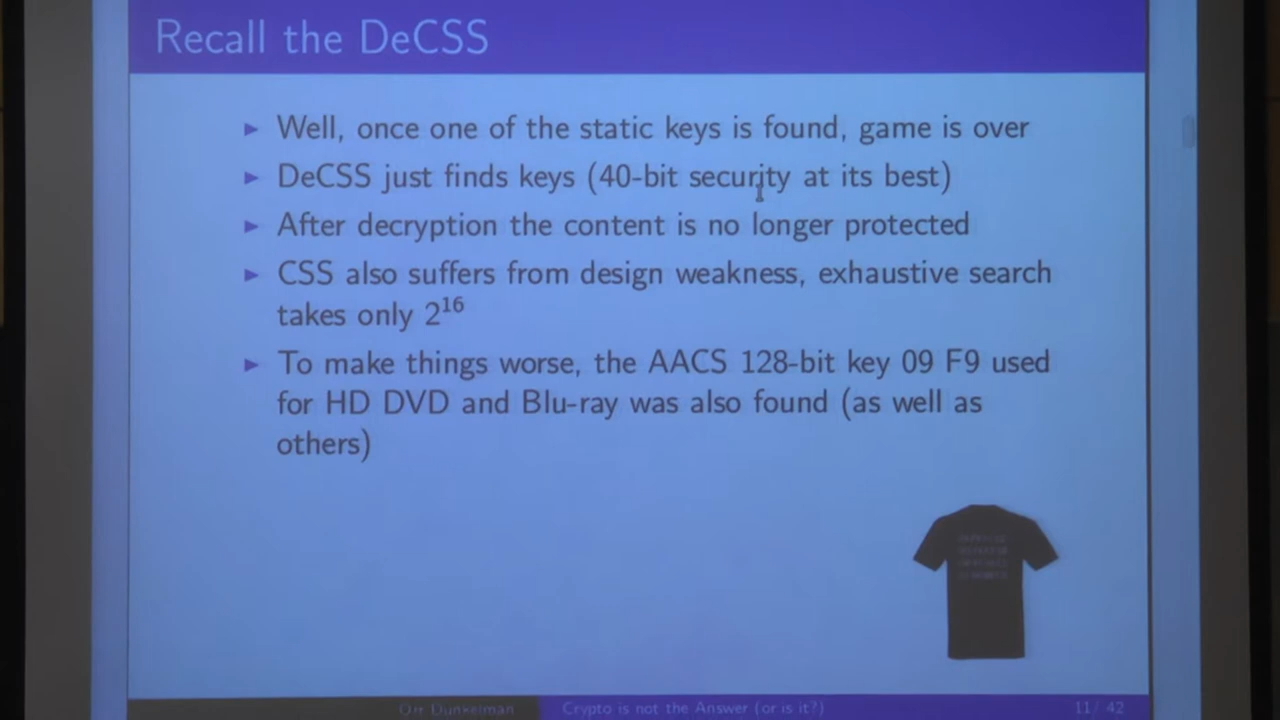 Recall the DeCSS
Well, once one of the static keys is found, game is over
DeCSS just finds keys (40-bit security at its best)
After decryption the content is no longer protected
CSS also suffers from design weakness, exhaustive search
takes only 2¹⁶
To make things worse, the AACS 128-bit key 09 F9 used
for HD DVD and Blu-ray was also found (as well as
others)
Orr Dunkelman
Crypto is not the Answer (or is it?)
11 / 42